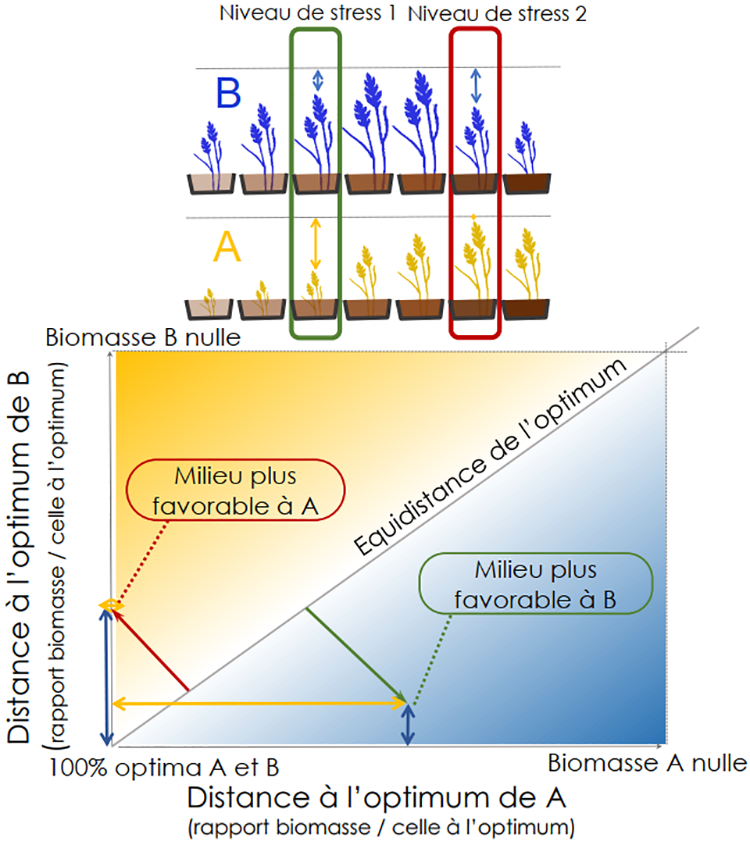 Niveau de stress 1 Niveau de stress 2
B
A
Biomasse B nulle
Distance à l'optimum de B
(rapport biomasse / celle à l'optimum)
Equidistance de l'optimum
Milieu plus
favorable à A
Milieu plus
favorable à B
100% optima A et B
Biomasse A nulle
Distance à l'optimum de A
(rapport biomasse / celle à l'optimum)